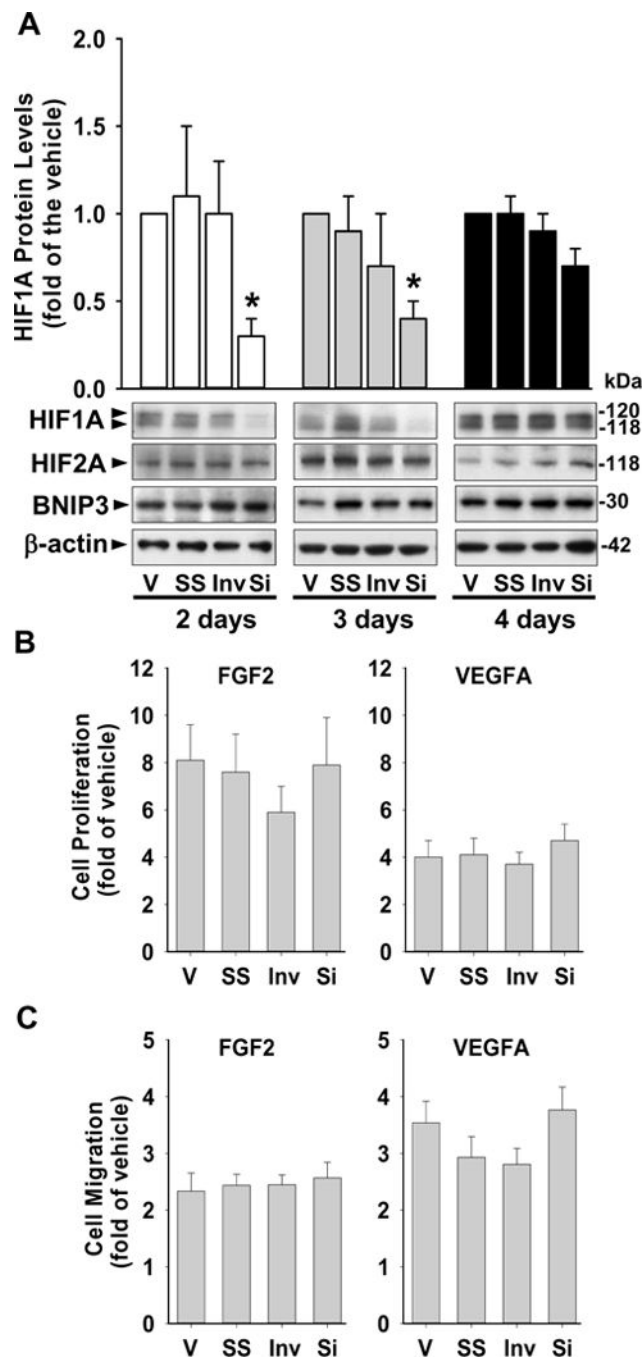 A
HIF1A Protein Levels
(fold of the vehicle)
2.0
1.5
1.0
0.5
0.0
*
*
kDa
HIF1A
-120
-118
HIF2A
-118
BNIP3
-30
β-actin
-42
V SS Inv Si V SS Inv Si V SS Inv Si
2 days 3 days 4 days
B
Cell Proliferation
(fold of vehicle)
FGF2
12
10
8
6
4
2
0
V SS Inv Si
VEGFA
12
10
8
6
4
2
0
V SS Inv Si
C
Cell Migration
(fold of vehicle)
FGF2
5
4
3
2
1
0
V SS Inv Si
VEGFA
5
4
3
2
1
0
V SS Inv Si